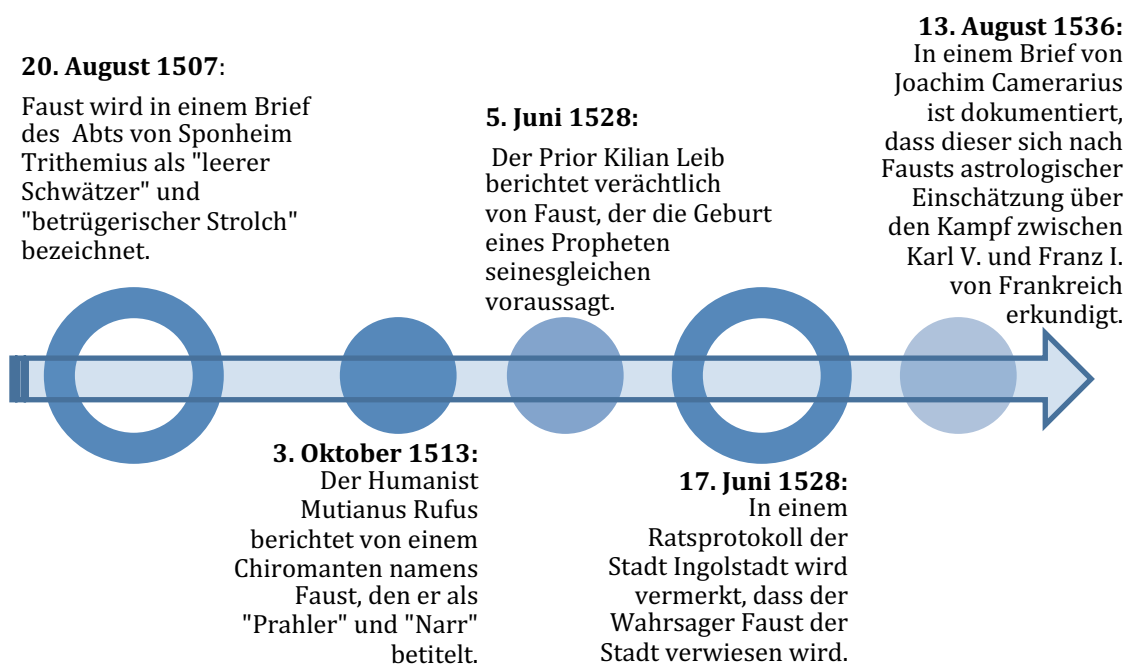 20. August 1507:
Faust wird in einem Brief
des Abts von Sponheim
Trithemius als "leerer
Schwätzer" und
"betrügerischer Strolch"
bezeichnet.
3. Oktober 1513:
Der Humanist
Mutianus Rufus
berichtet von einem
Chiromanten namens
Faust, den er als
"Prahler" und "Narr"
betitelt.
5. Juni 1528:
Der Prior Kilian Leib
berichtet verächtlich
von Faust, der die Geburt
eines Propheten
seinesgleichen
voraussagt.
17. Juni 1528:
In einem
Ratsprotokoll der
Stadt Ingolstadt wird
vermerkt, dass der
Wahrsager Faust der
Stadt verwiesen wird.
13. August 1536:
In einem Brief von
Joachim Camerarius
ist dokumentiert,
dass dieser sich nach
Fausts astrologischer
Einschätzung über
den Kampf zwischen
Karl V. und Franz I.
von Frankreich
erkundigt.